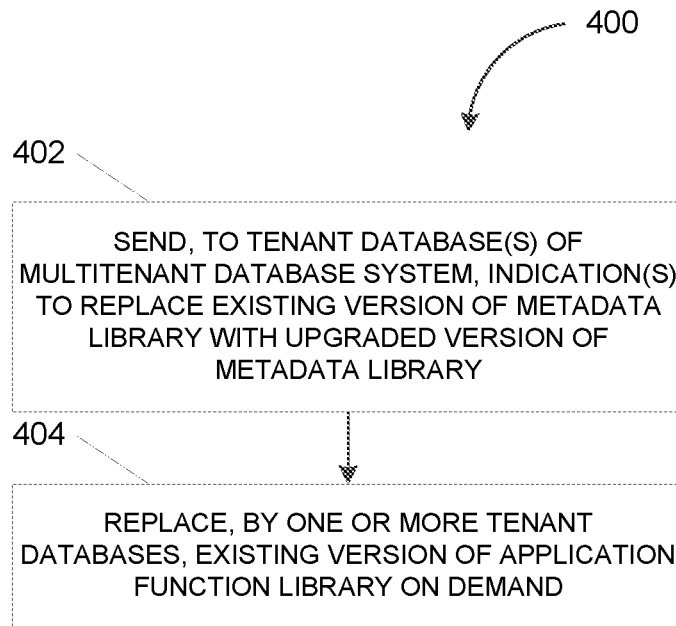 400
402
SEND, TO TENANT DATABASE(S) OF
MULTITENANT DATABASE SYSTEM, INDICATION(S)
TO REPLACE EXISTING VERSION OF METADATA
LIBRARY WITH UPGRADED VERSION OF
METADATA LIBRARY
404
REPLACE, BY ONE OR MORE TENANT
DATABASES, EXISTING VERSION OF APPLICATION
FUNCTION LIBRARY ON DEMAND